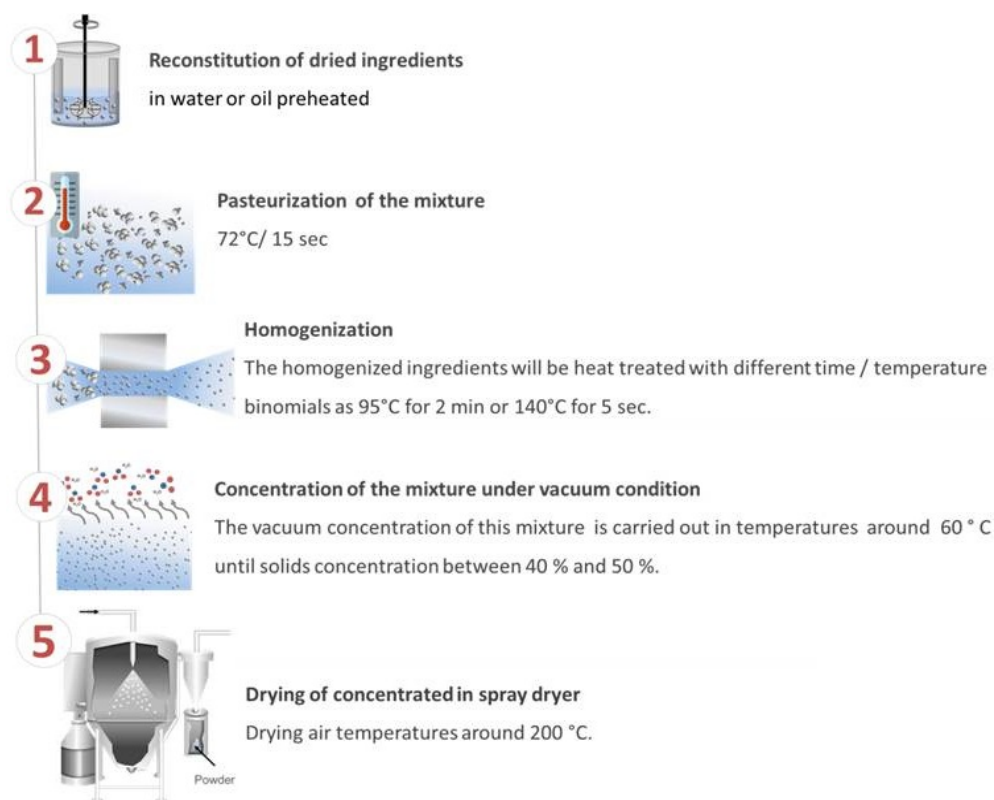 1
Reconstitution of dried ingredients
in water or oil preheated
2
Pasteurization of the mixture
72°C/ 15 sec
3
Homogenization
The homogenized ingredients will be heat treated with different time / temperature
binomials as 95°C for 2 min or 140°C for 5 sec.
4
Concentration of the mixture under vacuum condition
The vacuum concentration of this mixture is carried out in temperatures around 60 ° C
until solids concentration between 40 % and 50 %.
5
Drying of concentrated in spray dryer
Drying air temperatures around 200 °C.
Powder